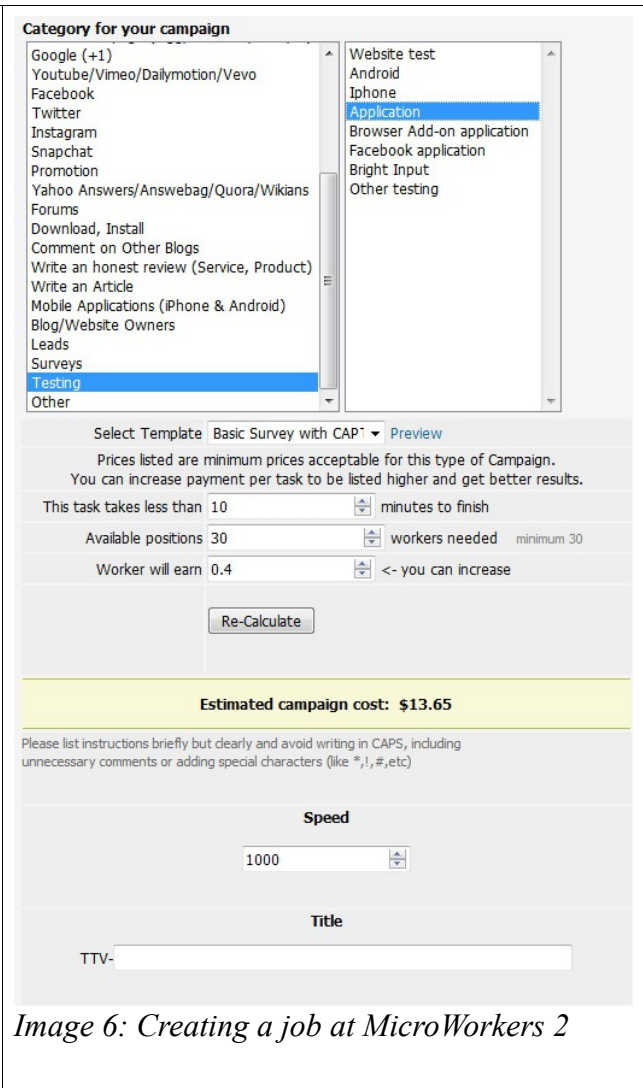 Category for your campaign
Google (+1)
Youtube/Vimeo/Dailymotion/Vevo
Facebook
Twitter
Instagram
Snapchat
Promotion
Yahoo Answers/Answebag/Quora/Wikians
Forums
Download, Install
Comment on Other Blogs
Write an honest review (Service, Product)
Write an Article
Mobile Applications (iPhone & Android)
Blog/Website Owners
Leads
Surveys
Testing
Other
Website test
Android
Iphone
Application
Browser Add-on application
Facebook application
Bright Input
Other testing
Select Template Basic Survey with CAPT Preview
Prices listed are minimum prices acceptable for this type of Campaign.
You can increase payment per task to be listed higher and get better results.
This task takes less than 10 minutes to finish
Available positions 30 workers needed minimum 30
Worker will earn 0.4 <- you can increase
Re-Calculate
Estimated campaign cost: $13.65
Please list instructions briefly but clearly and avoid writing in CAPS, including
unnecessary comments or adding special characters (like *,!,#,etc)
Speed
1000
Title
TTV-
Image 6: Creating a job at MicroWorkers 2